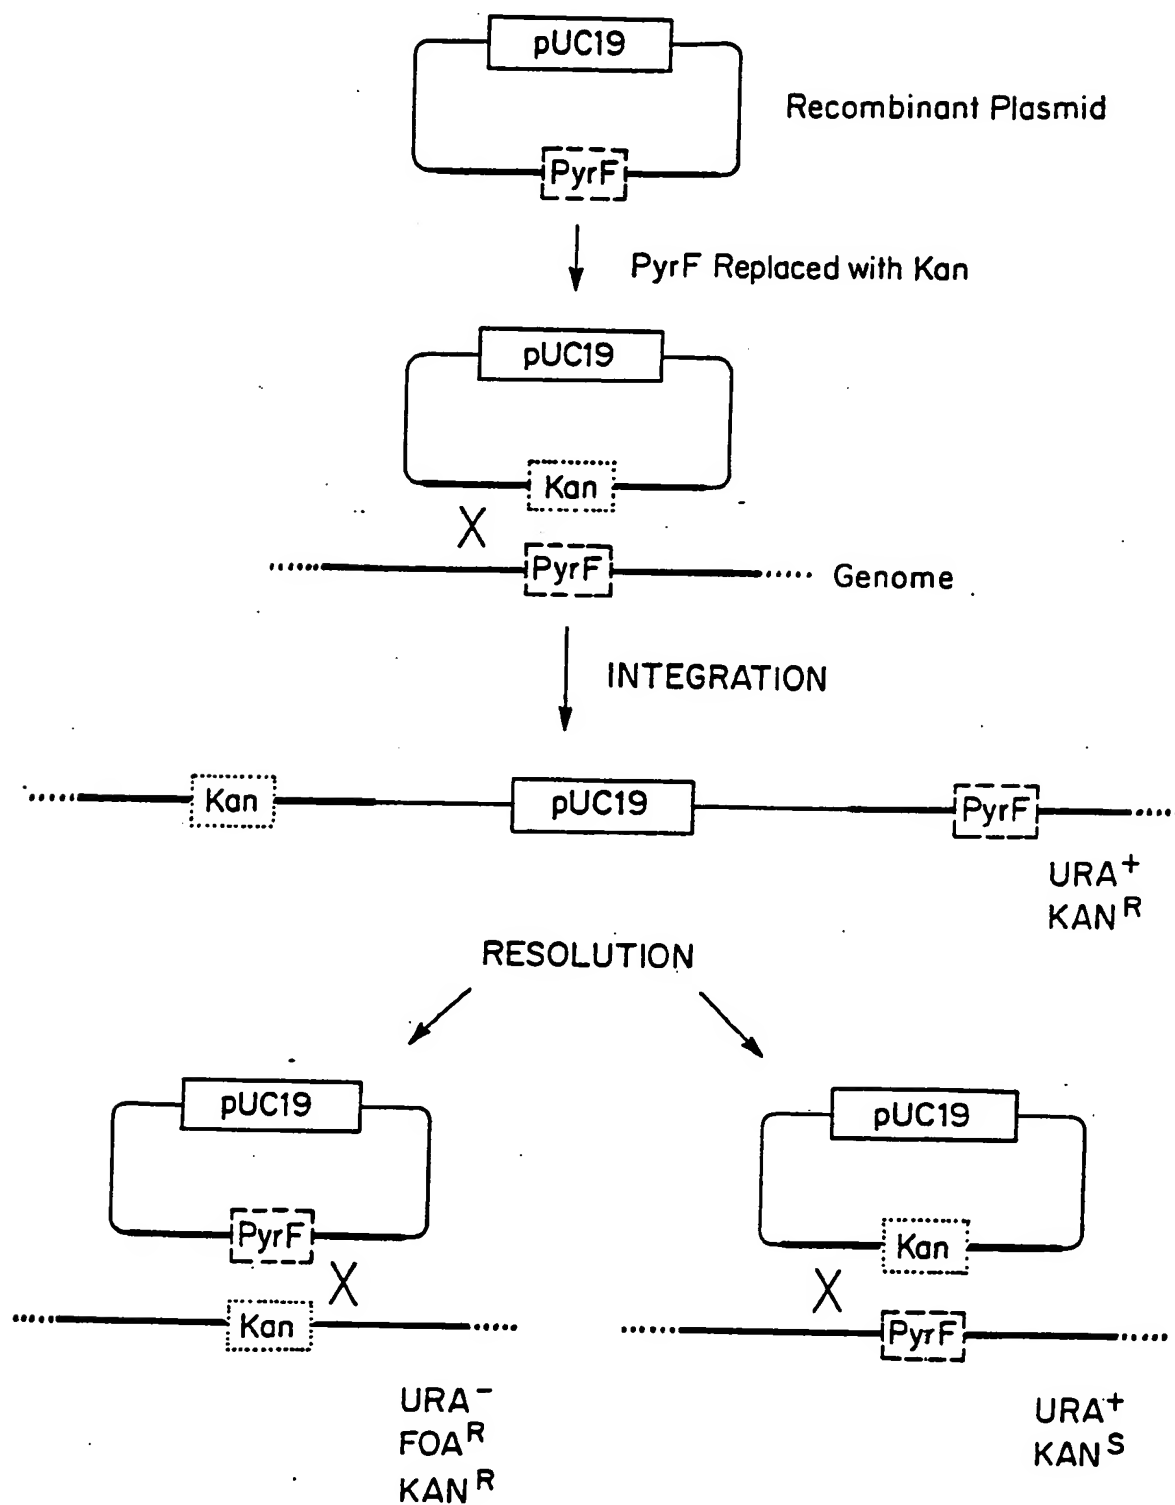 pUC19
Recombinant Plasmid
PyrF
PyrF Replaced with Kan
pUC19
Kan
PyrF
Genome
INTEGRATION
Kan
pUC19
PyrF
URA⁺
KANᴿ
RESOLUTION
pUC19
PyrF
Kan
URA⁻
FOAᴿ
KANᴿ
pUC19
Kan
PyrF
URA⁺
KANˢ